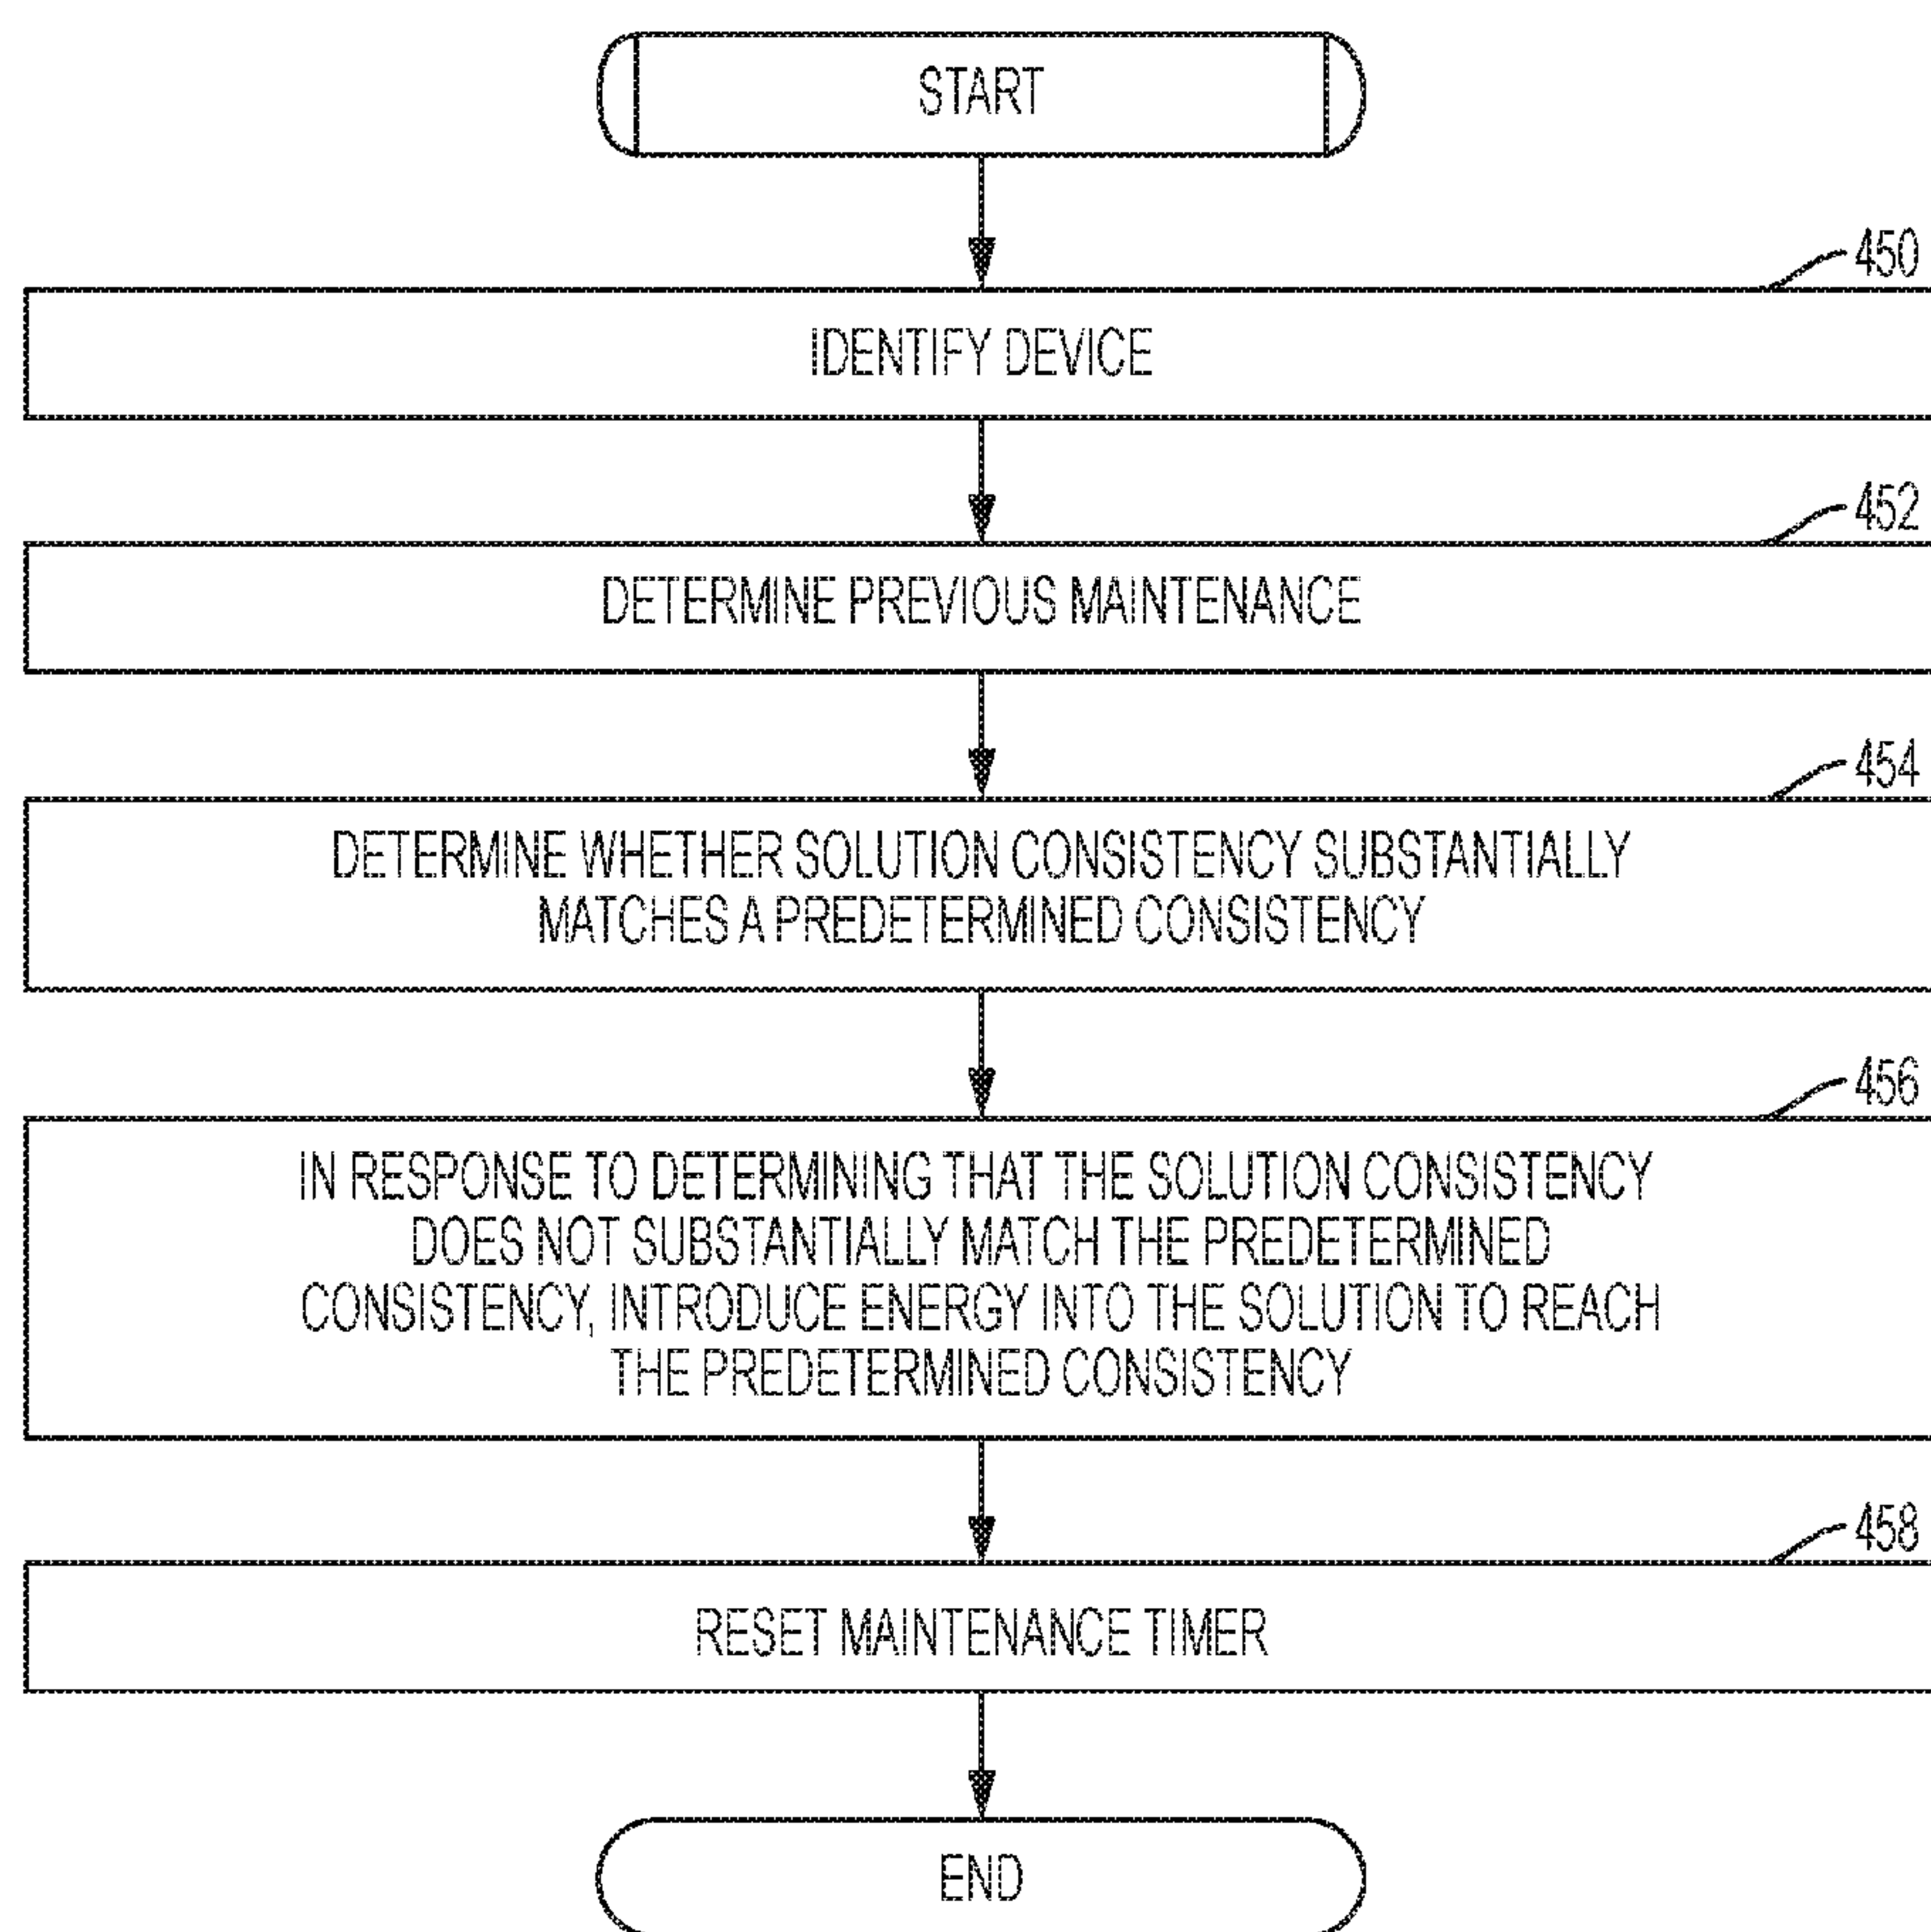 START
450
IDENTIFY DEVICE
452
DETERMINE PREVIOUS MAINTENANCE
454
DETERMINE WHETHER SOLUTION CONSISTENCY SUBSTANTIALLY
MATCHES A PREDETERMINED CONSISTENCY
456
IN RESPONSE TO DETERMINING THAT THE SOLUTION CONSISTENCY
DOES NOT SUBSTANTIALLY MATCH THE PREDETERMINED
CONSISTENCY, INTRODUCE ENERGY INTO THE SOLUTION TO REACH
THE PREDETERMINED CONSISTENCY
458
RESET MAINTENANCE TIMER
END